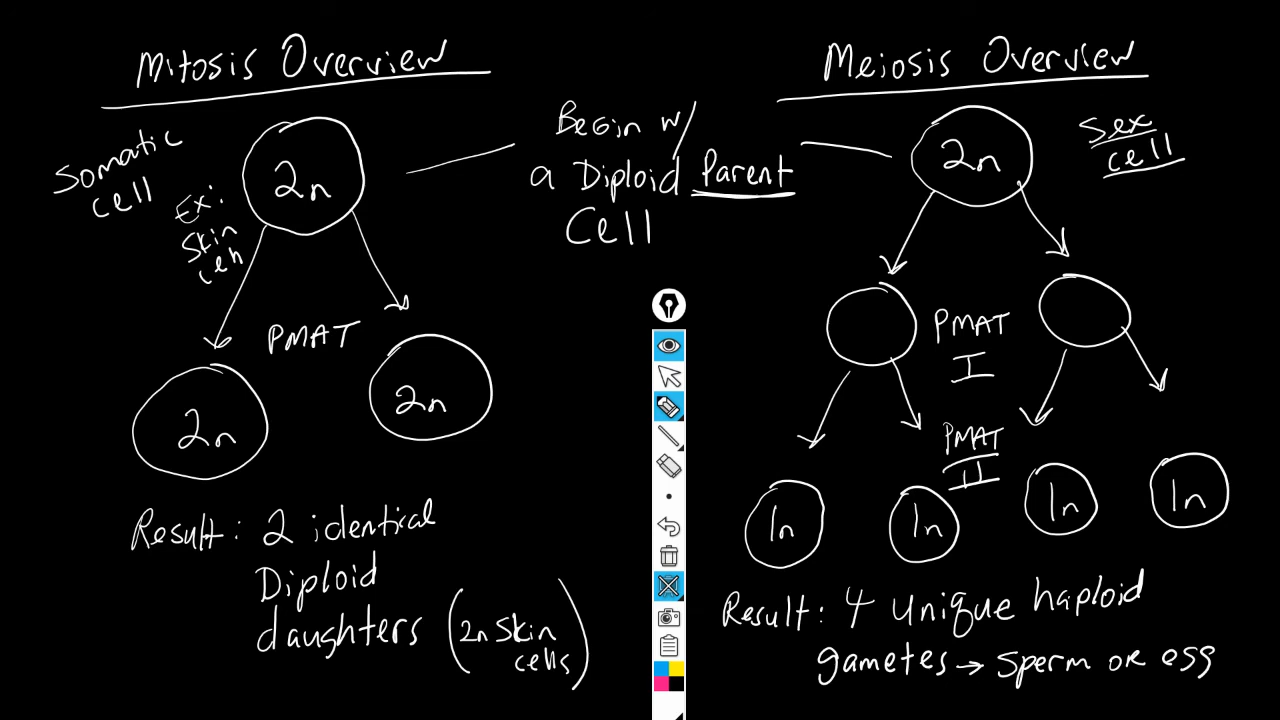 Mitosis Overview
Somatic
cell
Ex:
Skin
cell
2n
PMAT
2n
2n
Result: 2 identical
Diploid
daughters (2n Skin
cells)
Begin w/
a Diploid Parent
Cell
Meiosis Overview
2n
Sex
cell
PMAT
I
PMAT
II
1n
1n
1n
1n
Result: 4 unique haploid
gametes → sperm or egg